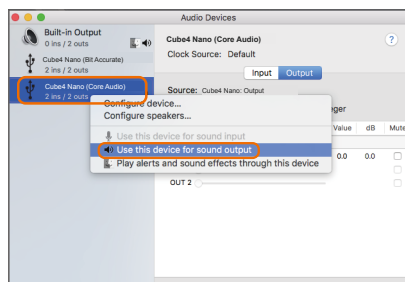 Audio Devices
Built-in Output
0 ins / 2 outs
Cube4 Nano (Bit Accurate)
2 ins / 2 outs
Cube4 Nano (Core Audio)
2 ins / 2 outs
Cube4 Nano (Core Audio)
?
Clock Source: Default
Input Output
Source: Cube4 Nano: Output
eger
Value dB Mute
0.0 0.0
OUT 2
Configure device...
Configure speakers...
Use this device for sound input
Use this device for sound output
Play alerts and sound effects through this device